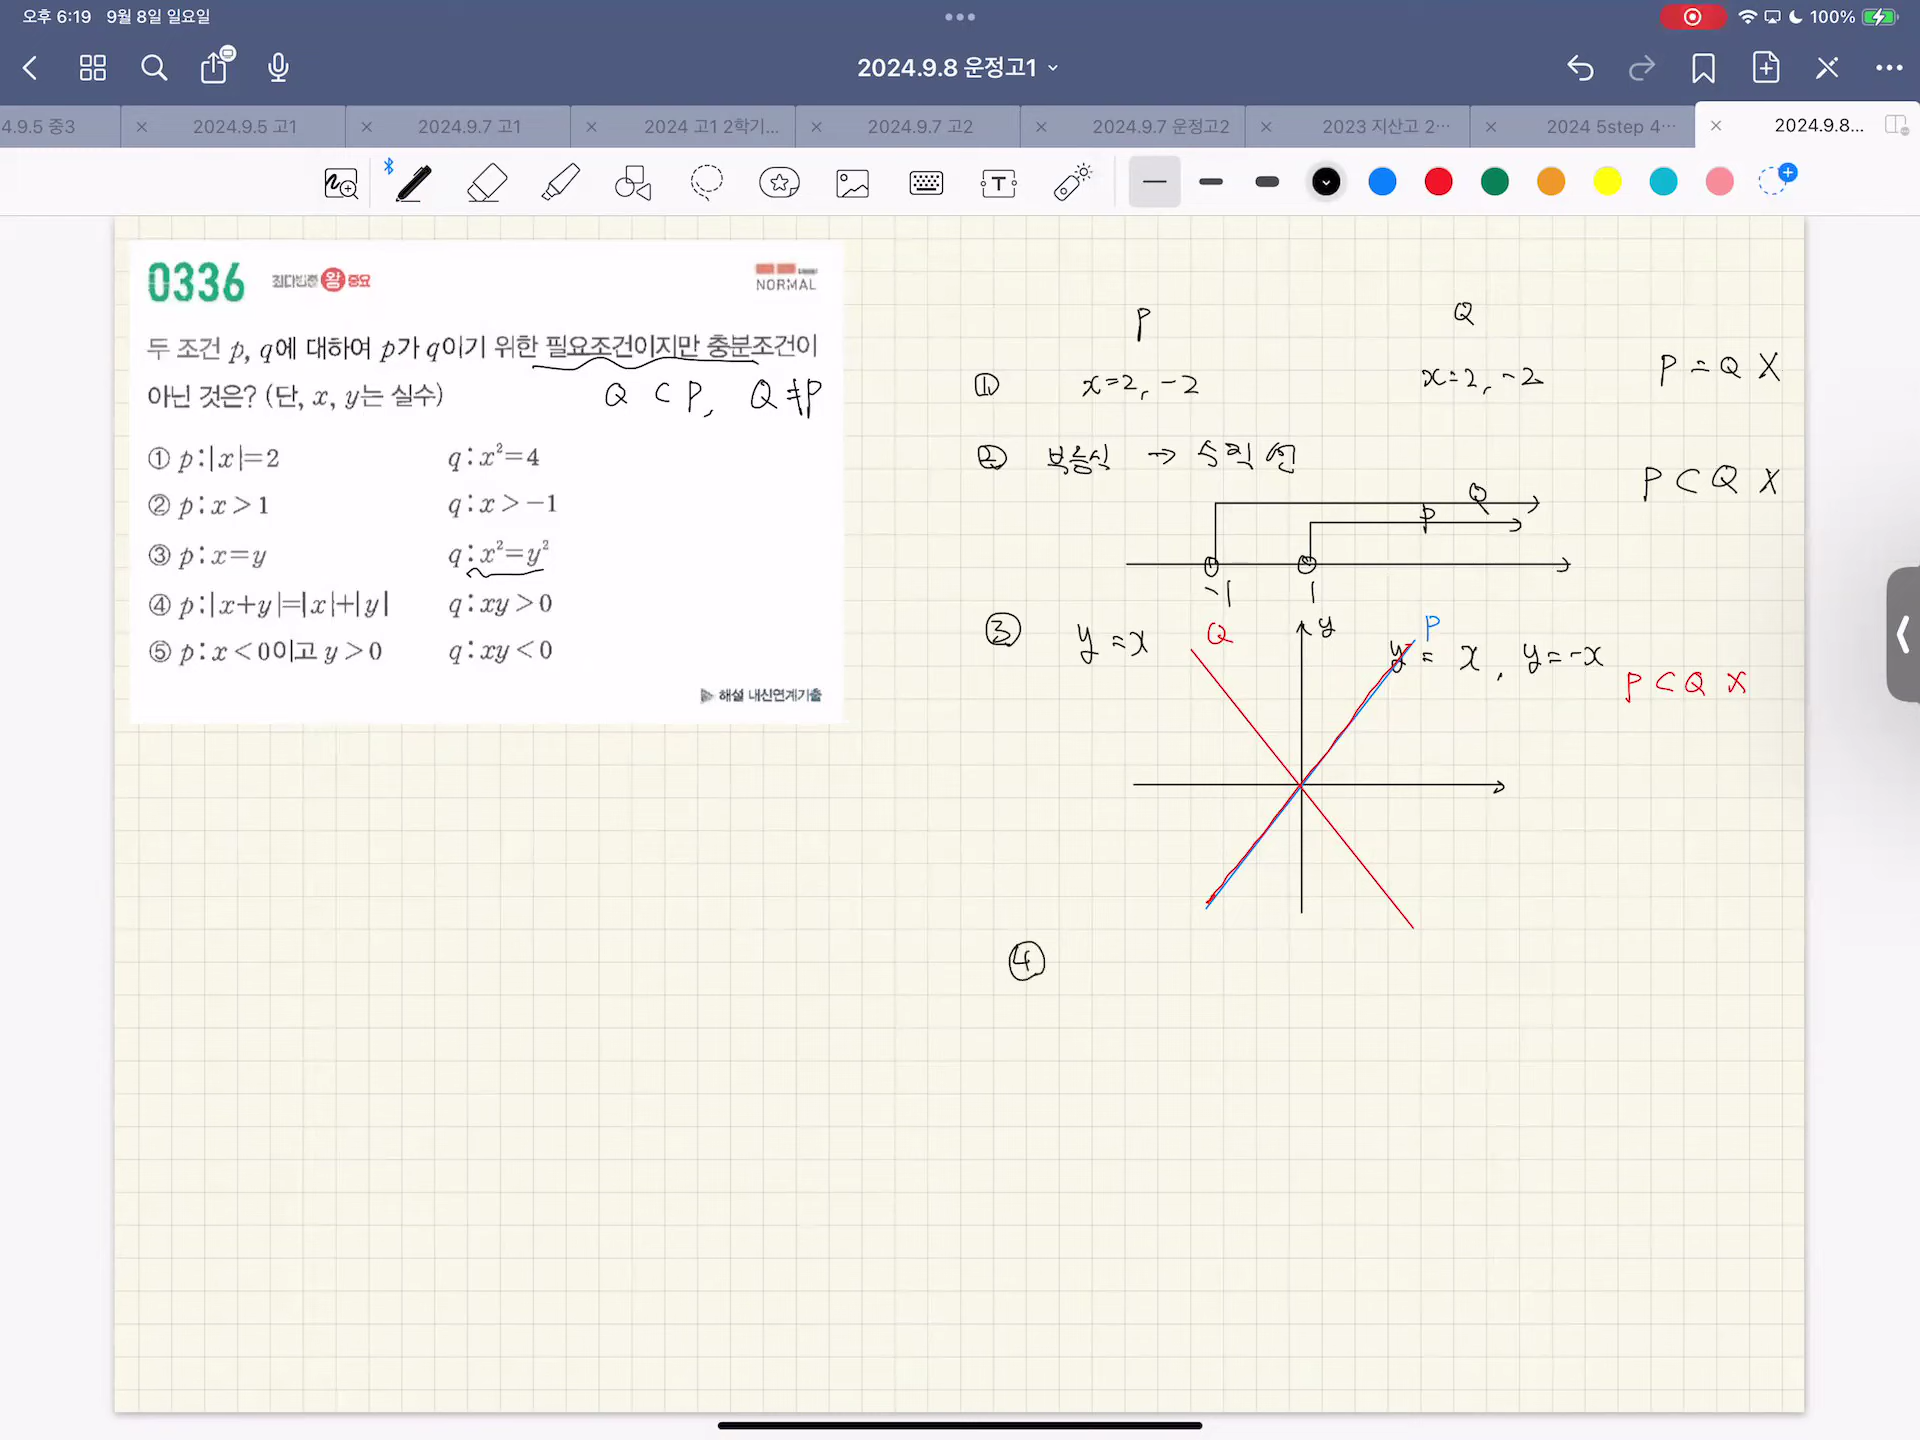 오후 6:19 9월 8일 일요일
100%
2024.9.8 운정고1
4.9.5 중3
2024.9.5 고1
2024.9.7 고1
2024 고1 2학기...
2024.9.7 고2
2024.9.7 운정고2
2023 지산고 2...
2024 5step 4...
2024.9.8...
0336 최다빈출 왕 중요
NORMAL
두 조건 p, q에 대하여 p가 q이기 위한 필요조건이지만 충분조건이
아닌 것은? (단, x, y는 실수)
Q ⊂ P, Q ≠ P
① p : |x|=2 q : x²=4
② p : x>1 q : x>-1
③ p : x=y q : x²=y²
④ p : |x+y|=|x|+|y| q : xy>0
⑤ p : x<0이고 y>0 q : xy<0
▶ 해설 내신연계기출
P Q
① x=2, -2 x=2, -2 P = Q X
② 부등식 → 수직선
P ⊂ Q X
Q
P
-1 1
③ y=x Q y P
y = x, y=-x
P ⊂ Q X
④